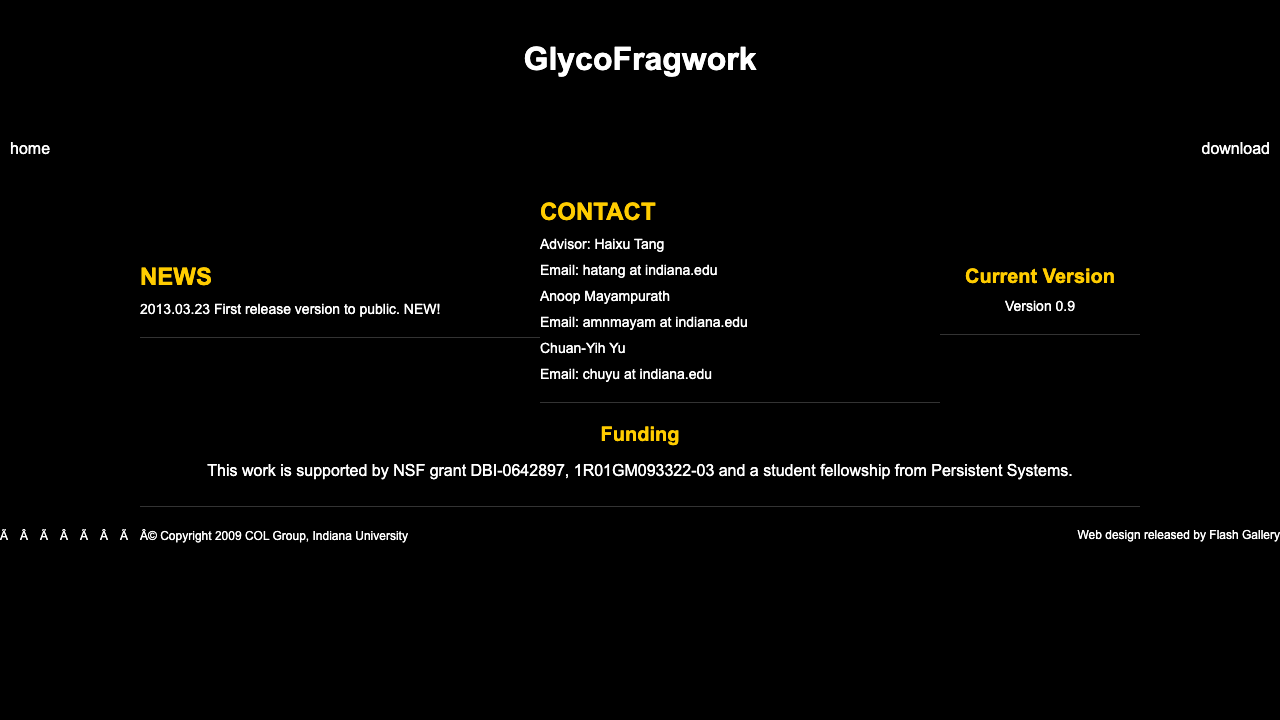 GlycoFragwork
home
download
NEWS
2013.03.23 First release version to public. NEW!
CONTACT
Advisor: Haixu Tang
Email: hatang at indiana.edu
Anoop Mayampurath
Email: amnmayam at indiana.edu
Chuan-Yih Yu
Email: chuyu at indiana.edu
Current Version
Version 0.9
Funding
This work is supported by NSF grant DBI-0642897, 1R01GM093322-03 and a student fellowship from Persistent Systems.
Ã Â Ã Â Ã Â Ã Â© Copyright 2009 COL Group, Indiana University
Web design released by Flash Gallery